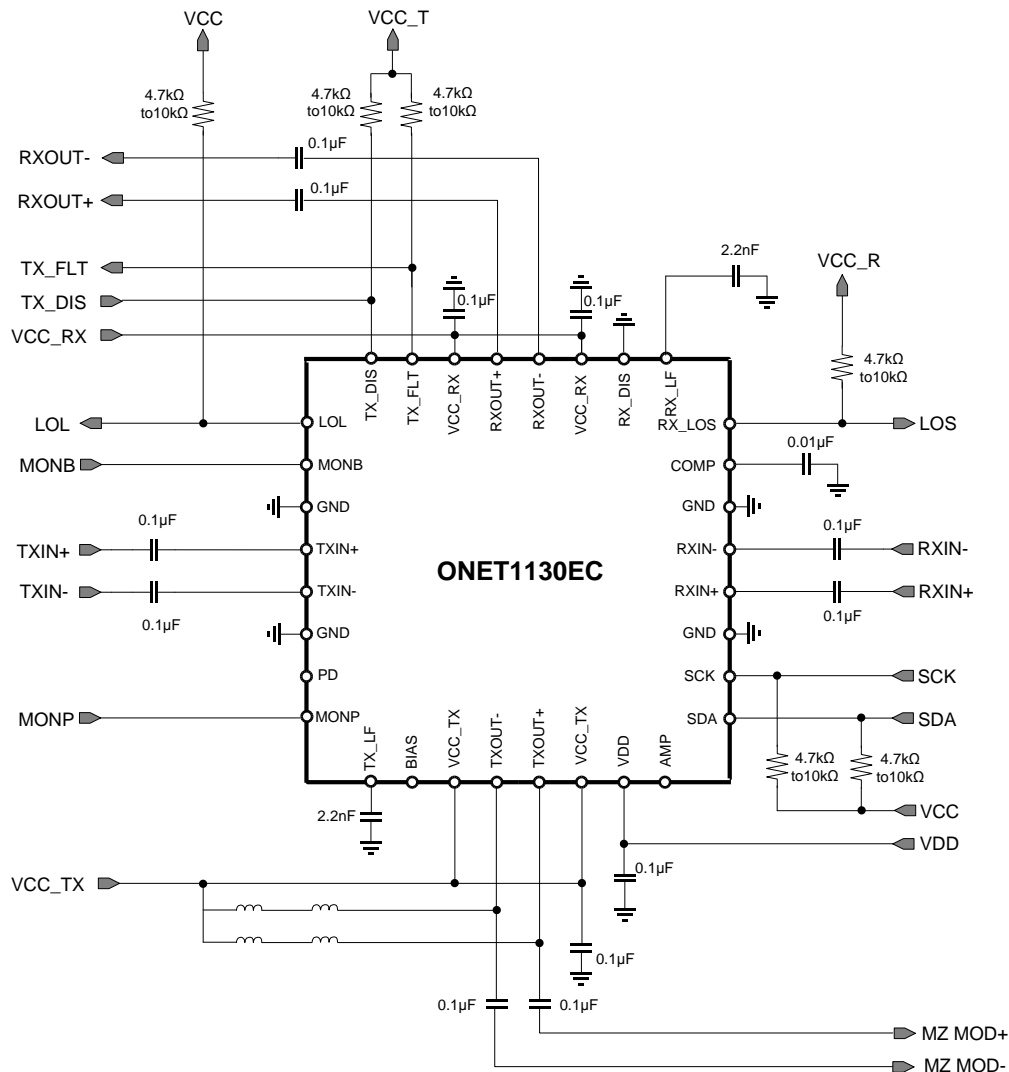 VCC
VCC_T
4.7kΩ
to10kΩ
4.7kΩ
to10kΩ
4.7kΩ
to10kΩ
RXOUT-
0.1µF
RXOUT+
0.1µF
TX_FLT
2.2nF
VCC_R
TX_DIS
0.1µF
0.1µF
VCC_RX
4.7kΩ
to10kΩ
TX_DIS
TX_FLT
VCC_RX
RXOUT+
RXOUT-
VCC_RX
RX_DIS
RX_LF
LOL
LOL
RX_LOS
LOS
MONB
MONB
COMP
0.01µF
GND
GND
0.1µF
0.1µF
TXIN+
TXIN+
RXIN-
RXIN-
ONET1130EC
TXIN-
TXIN-
RXIN+
RXIN+
0.1µF
0.1µF
GND
GND
PD
SCK
SCK
MONP
MONP
SDA
SDA
TX_LF
BIAS
VCC_TX
TXOUT-
TXOUT+
VCC_TX
VDD
AMP
4.7kΩ
to10kΩ
4.7kΩ
to10kΩ
2.2nF
VCC
VDD
0.1µF
VCC_TX
0.1µF
0.1µF
0.1µF
MZ MOD+
MZ MOD-